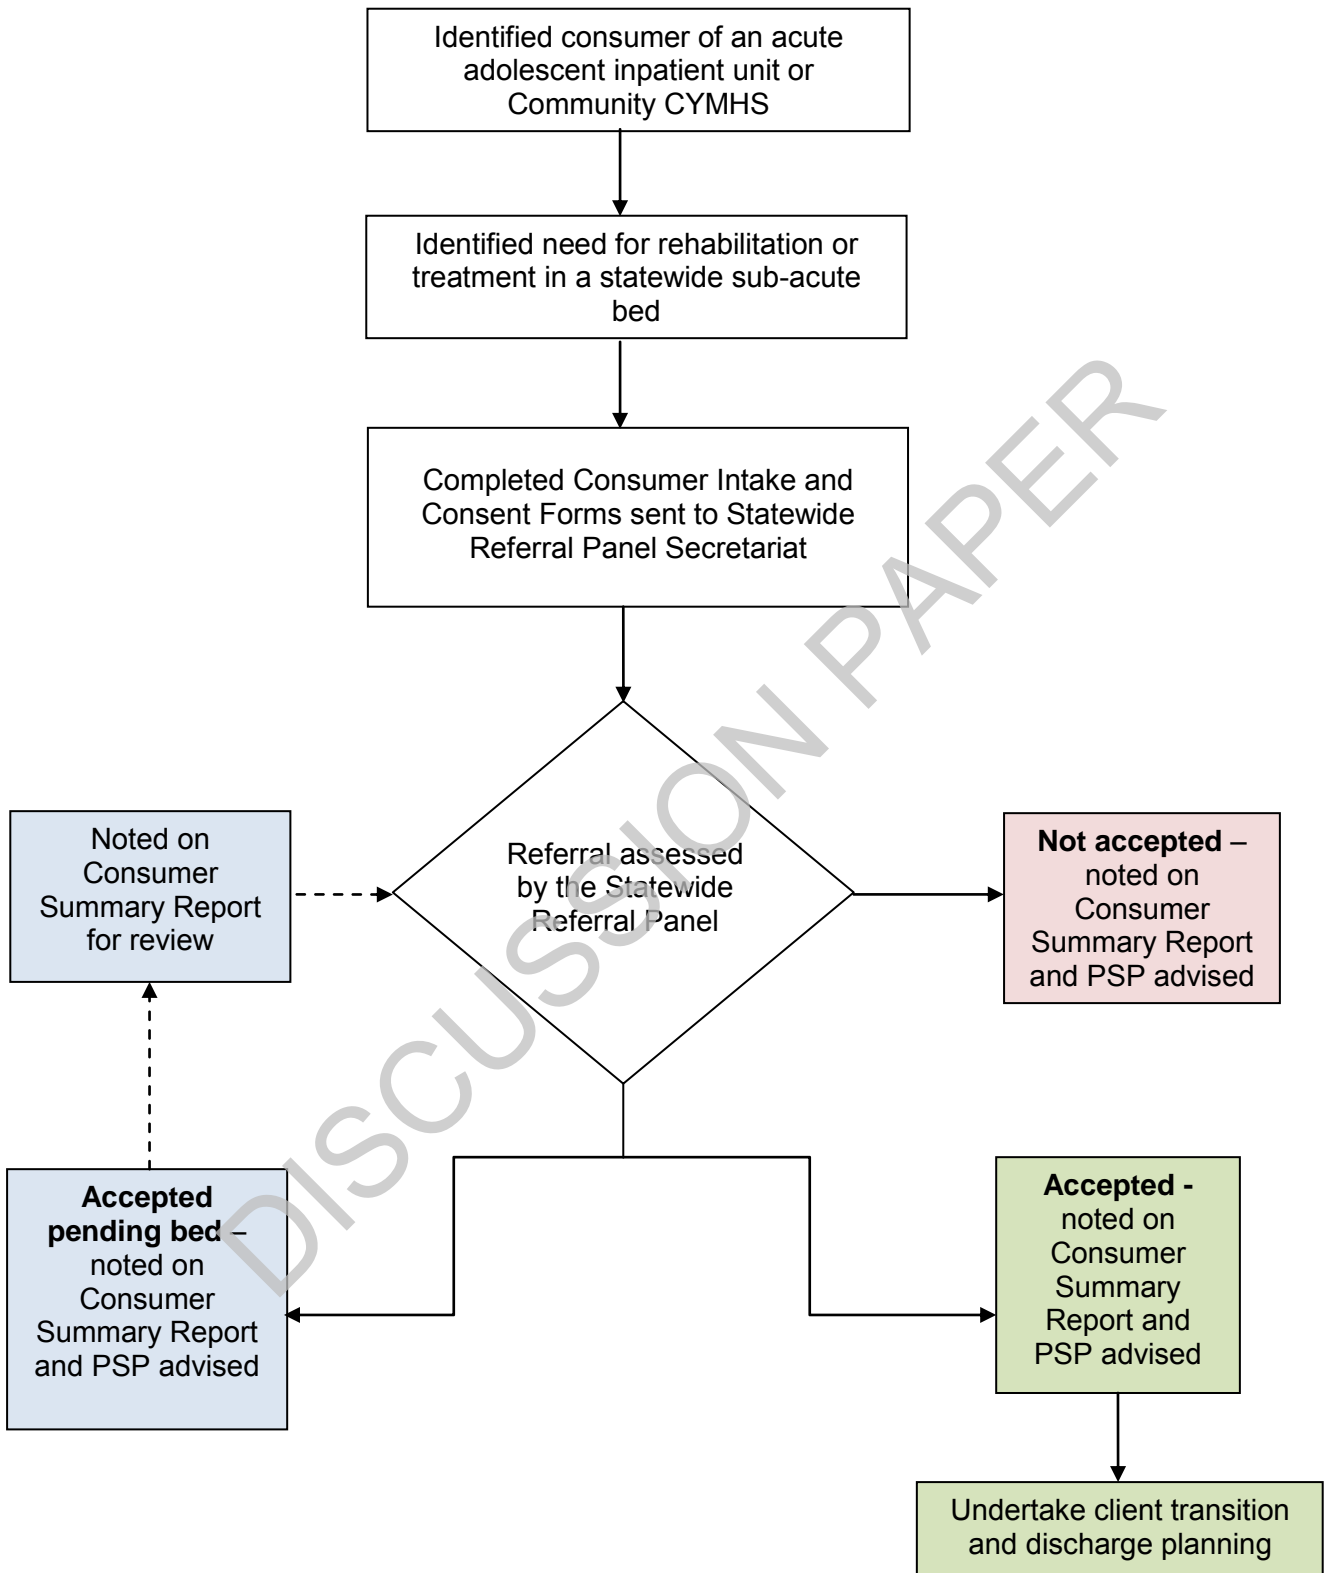 Identified consumer of an acute
adolescent inpatient unit or
Community CYMHS
Identified need for rehabilitation or
treatment in a statewide sub-acute
bed
Completed Consumer Intake and
Consent Forms sent to Statewide
Referral Panel Secretariat
Referral assessed
by the Statewide
Referral Panel
Noted on
Consumer
Summary Report
for review
Not accepted –
noted on
Consumer
Summary Report
and PSP advised
Accepted
pending bed –
noted on
Consumer
Summary Report
and PSP advised
Accepted -
noted on
Consumer
Summary
Report and
PSP advised
Undertake client transition
and discharge planning
DISCUSSION PAPER